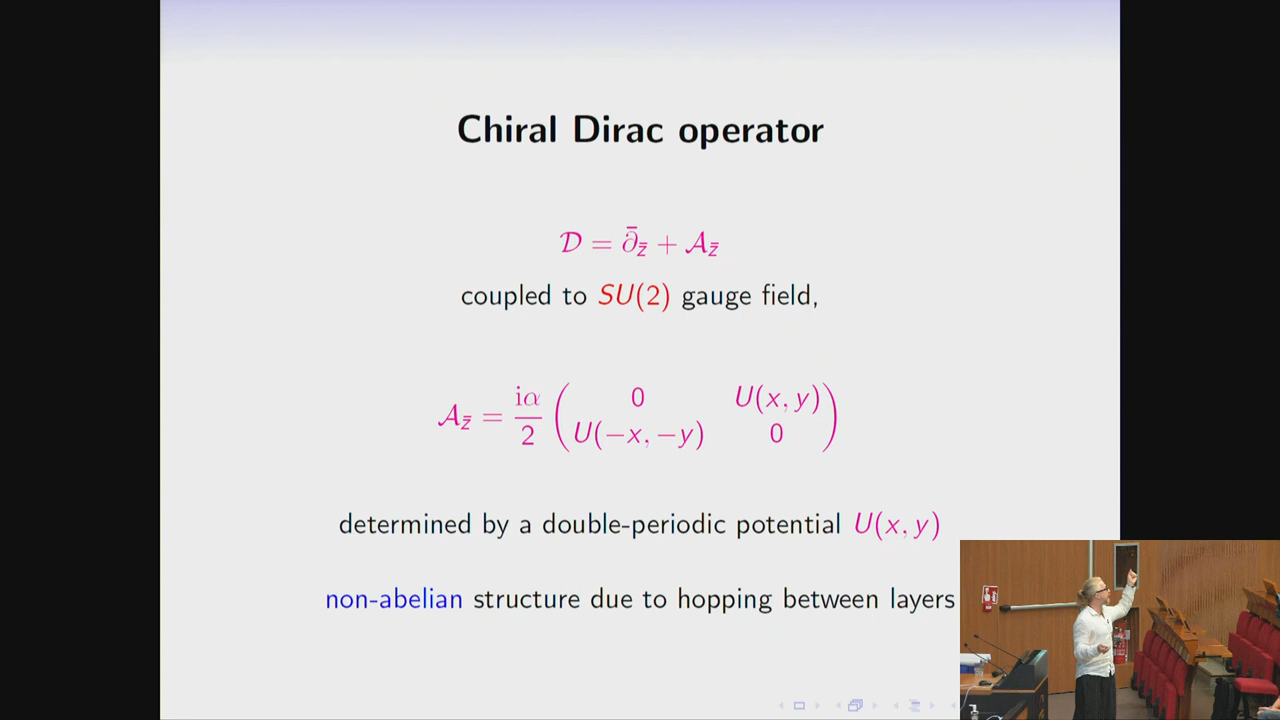 Chiral Dirac operator
𝒟 = ∂̄_z̄ + 𝒜_z̄
coupled to SU(2) gauge field,
𝒜_z̄ = iα/2 ( 0 U(x, y) ; U(−x, −y) 0 )
determined by a double-periodic potential U(x, y)
non-abelian structure due to hopping between layers